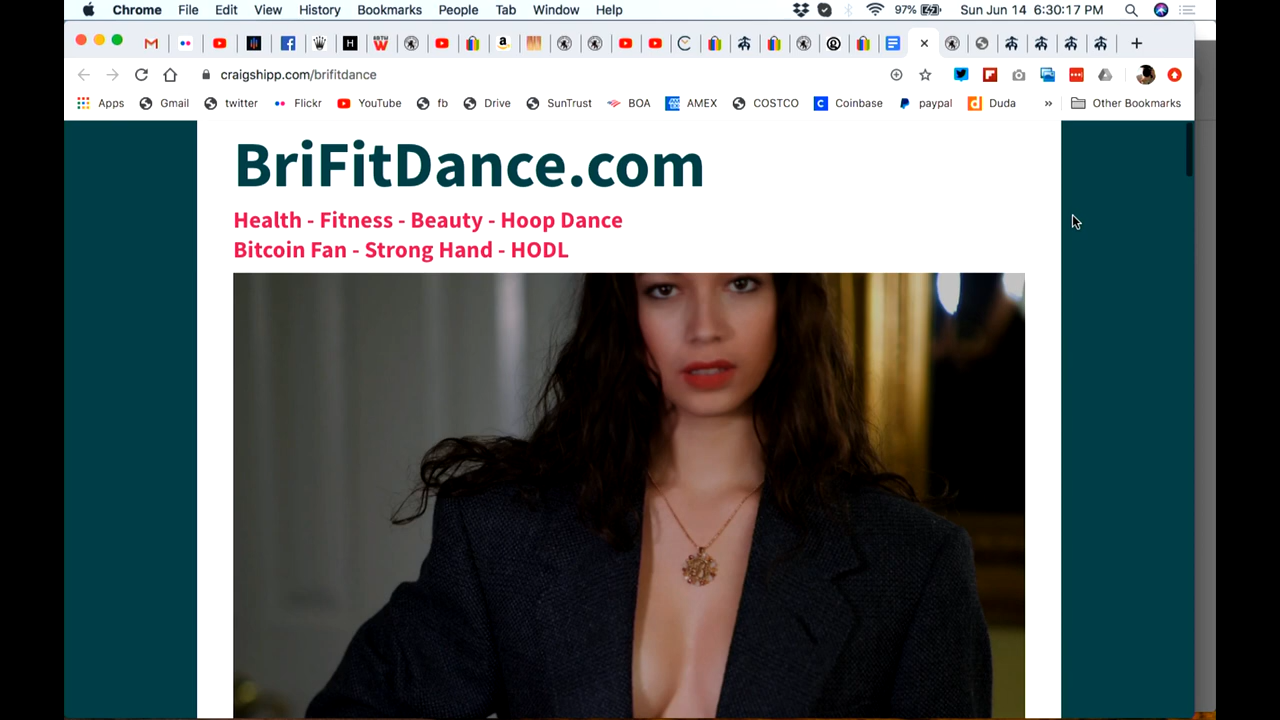 Chrome File Edit View History Bookmarks People Tab Window Help 97% Sun Jun 14 6:30:17 PM
craigshipp.com/brifitdance
Apps Gmail twitter Flickr YouTube fb Drive SunTrust BOA AMEX COSTCO Coinbase paypal Duda » Other Bookmarks
BriFitDance.com
Health - Fitness - Beauty - Hoop Dance
Bitcoin Fan - Strong Hand - HODL